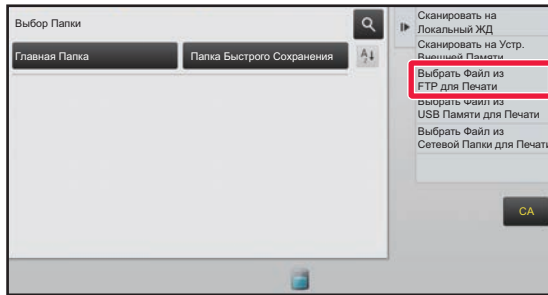 Выбор Папки
Главная Папка
Папка Быстрого Сохранения
Сканировать на
Локальный ЖД
Сканировать на Устр.
Внешней Памяти
Выбрать Файл из
FTP для Печати
Выбрать Файл из
USB Памяти для Печати
Выбрать Файл из
Сетевой Папки для Печати
CA